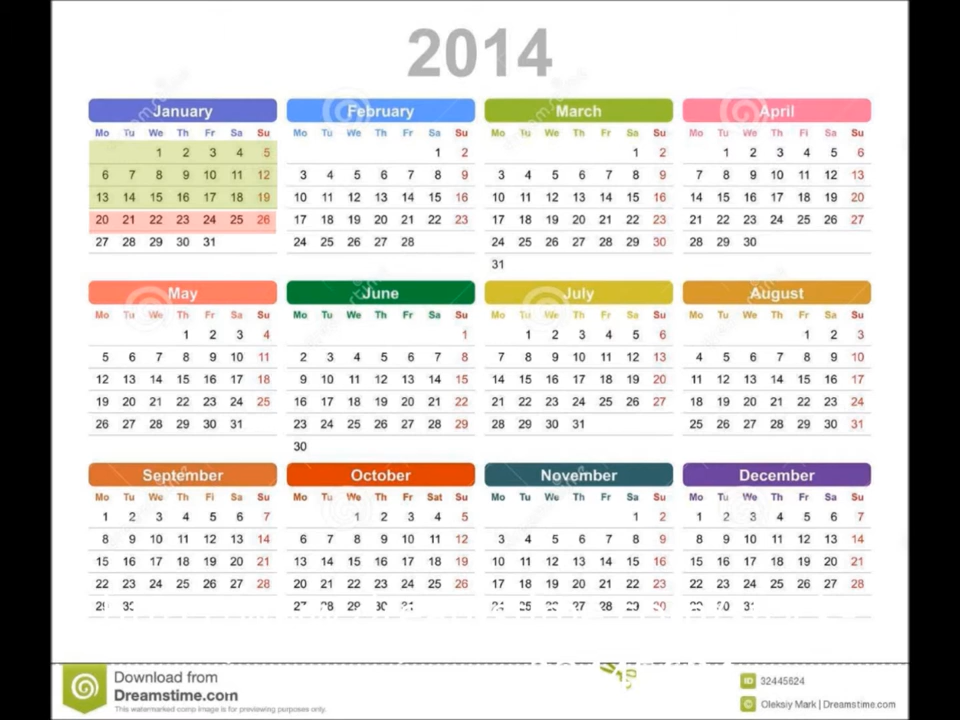 2014
January February March April
Mo Tu We Th Fr Sa Su Mo Tu We Th Fr Sa Su Mo Tu We Th Fr Sa Su Mo Tu We Th Fi Sa Su
1 2 3 4 5 1 2 1 2 1 2 3 4 5 6
6 7 8 9 10 11 12 3 4 5 6 7 8 9 3 4 5 6 7 8 9 7 8 9 10 11 12 13
13 14 15 16 17 18 19 10 11 12 13 14 15 16 10 11 12 13 14 15 16 14 15 16 17 18 19 20
20 21 22 23 24 25 26 17 18 19 20 21 22 23 17 18 19 20 21 22 23 21 22 23 24 25 26 27
27 28 29 30 31 24 25 26 27 28 24 25 26 27 28 29 30 28 29 30
31
May June July August
Mo Tu We Th Fr Sa Su Mo Tu We Th Fr Sa Su Mo Tu We Th Fr Sa Su Mo Tu We Th Fr Sa Su
1 2 3 4 1 1 2 3 4 5 6 1 2 3
5 6 7 8 9 10 11 2 3 4 5 6 7 8 7 8 9 10 11 12 13 4 5 6 7 8 9 10
12 13 14 15 16 17 18 9 10 11 12 13 14 15 14 15 16 17 18 19 20 11 12 13 14 15 16 17
19 20 21 22 23 24 25 16 17 18 19 20 21 22 21 22 23 24 25 26 27 18 19 20 21 22 23 24
26 27 28 29 30 31 23 24 25 26 27 28 29 28 29 30 31 25 26 27 28 29 30 31
30
September October November December
Mo Tu We Th Fi Sa Su Mo Tu We Th Fr Sat Su Mo Tu We Th Fr Sa Su Mo Tu We Th Fr Sa Su
1 2 3 4 5 6 7 1 2 3 4 5 1 2 1 2 3 4 5 6 7
8 9 10 11 12 13 14 6 7 8 9 10 11 12 3 4 5 6 7 8 9 8 9 10 11 12 13 14
15 16 17 18 19 20 21 13 14 15 16 17 18 19 10 11 12 13 14 15 16 15 16 17 18 19 20 21
22 23 24 25 26 27 28 20 21 22 23 24 25 26 17 18 19 20 21 22 23 22 23 24 25 26 27 28
27 28 29 30 25 26 27 28 29 30
Download from
Dreamstime.com
This watermarked comp image is for previewing purposes only.
ID 32445624
Oleksiy Mark | Dreamstime.com